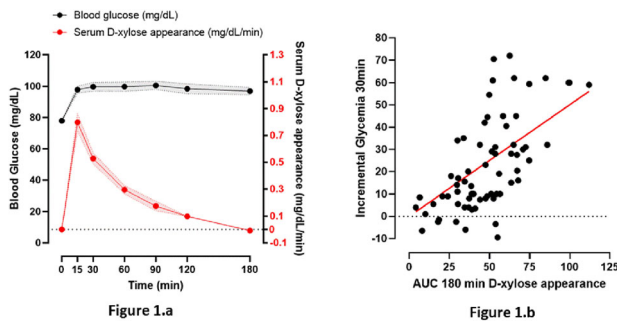 Blood glucose (mg/dL)
Serum D-xylose appearance (mg/dL/min)
120
100
80
60
40
20
0
Blood Glucose (mg/dL)
1.3
1.1
0.9
0.7
0.5
0.3
0.1
0
-0.1
Serum D-xylose appearance (mg/dL/min)
0 15 30 60 90 120 180
Time (min)
Figure 1.a
80
70
60
50
40
30
20
10
0
-10
Incremental Glycemia 30min
0 25 50 75 100 125
AUC 180 min D-xylose appearance
Figure 1.b